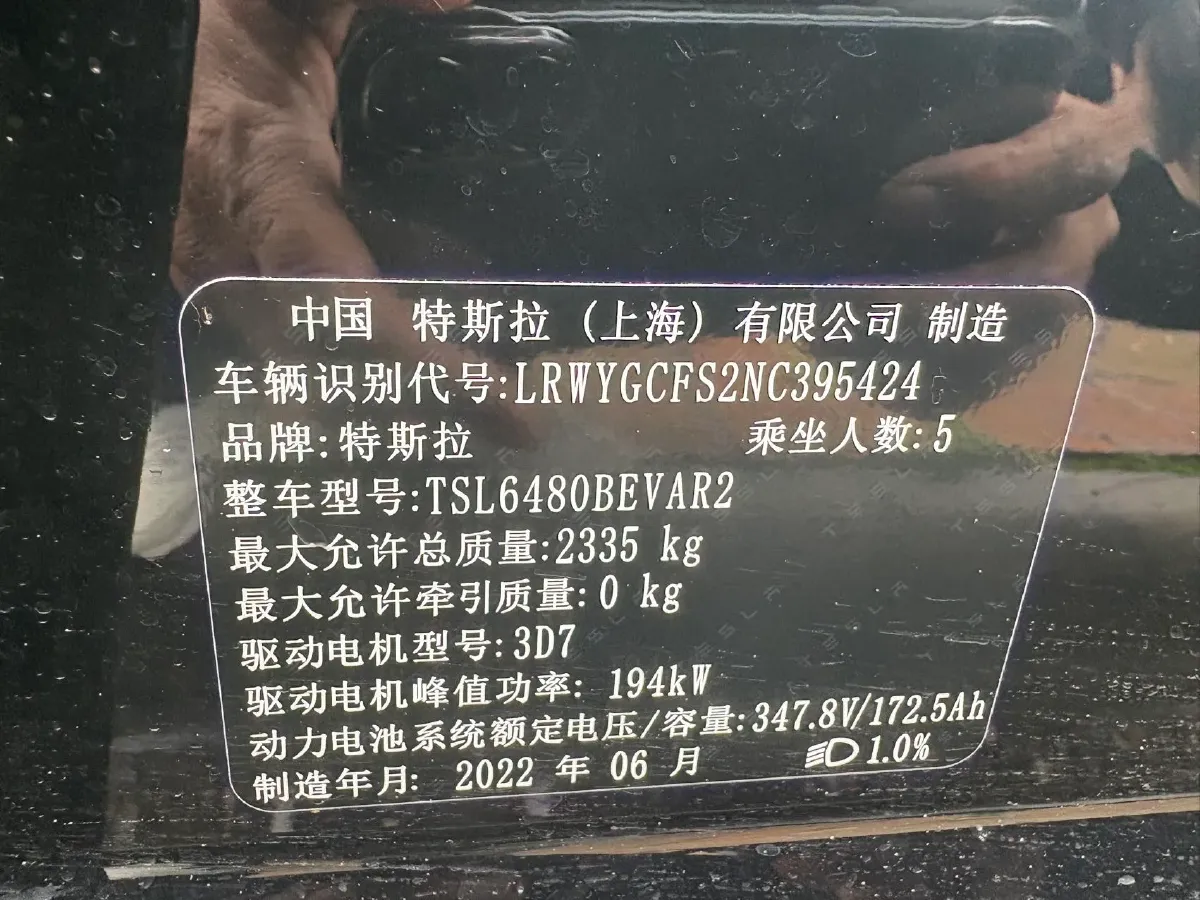 中国 特斯拉（上海）有限公司 制造
车辆识别代号:LRWYGCFS2NC395424
品牌:特斯拉 乘坐人数:5
整车型号:TSL6480BEVAR2
最大允许总质量:2335 kg
最大允许牵引质量:0 kg
驱动电机型号:3D7
驱动电机峰值功率: 194kW
动力电池系统额定电压/容量:347.8V/172.5Ah
制造年月: 2022 年 06 月 1.0%